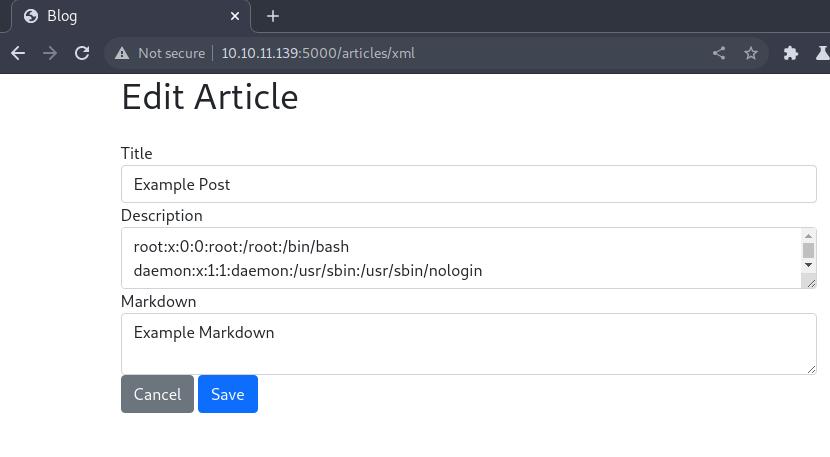 Blog
Not secure 10.10.11.139:5000/articles/xml
Edit Article
Title
Example Post
Description
root:x:0:0:root:/root:/bin/bash
daemon:x:1:1:daemon:/usr/sbin:/usr/sbin/nologin
Markdown
Example Markdown
Cancel Save